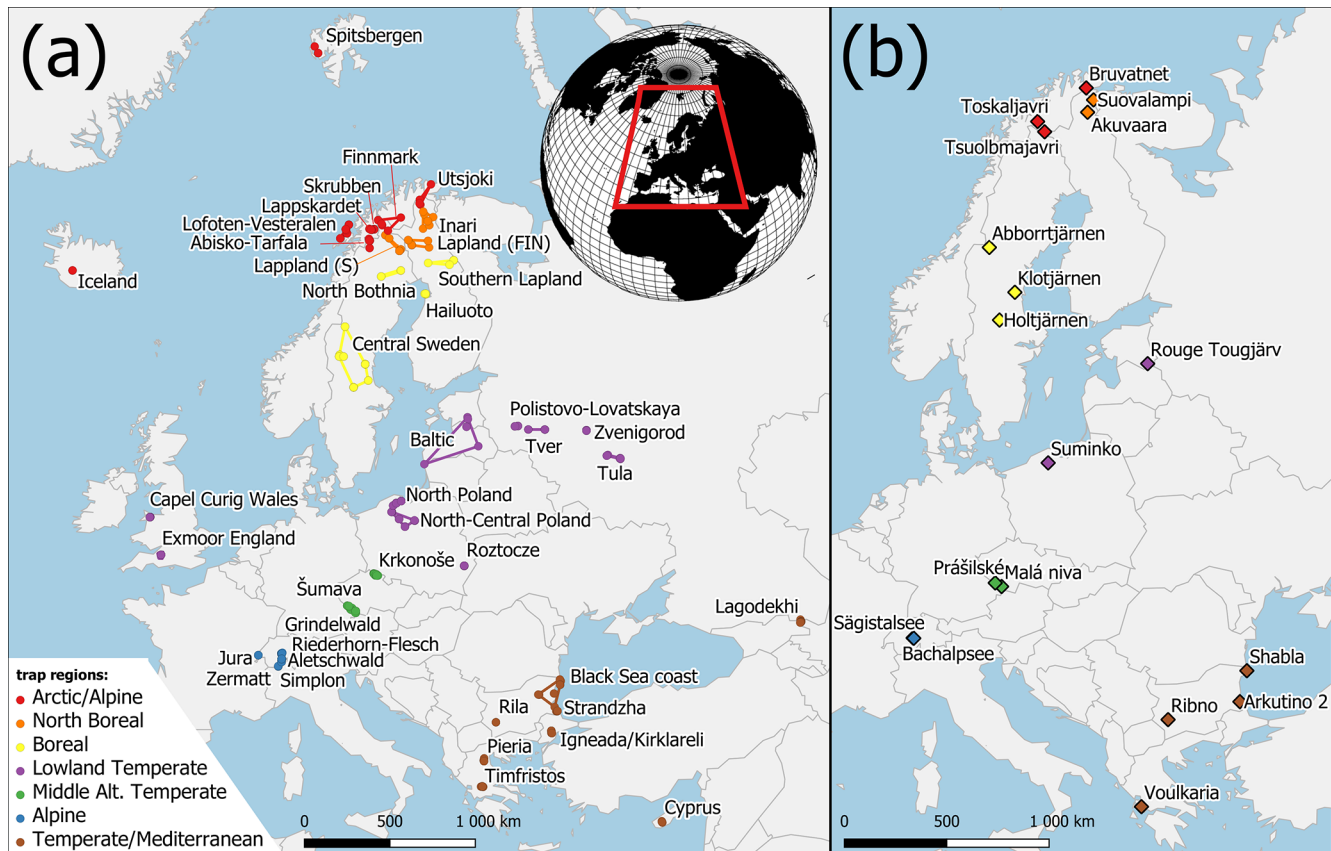 (a)
Spitsbergen
Finnmark
Skrubben
Utsjoki
Lappskardet
Lofoten-Vesteralen
Inari
Abisko-Tarfala
Lapland (FIN)
Lappland (S)
Iceland
Southern Lapland
North Bothnia
Hailuoto
Central Sweden
Polistovo-Lovatskaya
Baltic
Tver
Zvenigorod
Tula
Capel Curig Wales
North Poland
North-Central Poland
Exmoor England
Krkonoše
Roztocze
Šumava
Lagodekhi
Grindelwald
Riederhorn-Flesch
Jura
Aletschwald
Zermatt
Simplon
Black Sea coast
Rila
Strandzha
Igneada/Kirklareli
Pieria
Timfristos
Cyprus
trap regions:
Arctic/Alpine
North Boreal
Boreal
Lowland Temperate
Middle Alt. Temperate
Alpine
Temperate/Mediterranean
0 500 1 000 km
(b)
Bruvatnet
Suovalampi
Toskaljavri
Akuvaara
Tsuolbmajavri
Abborrtjärnen
Klotjärnen
Holtjärnen
Rouge Tougjärv
Suminko
Prášilské
Malá niva
Sägistalsee
Bachalpsee
Shabla
Ribno
Arkutino 2
Voulkaria
0 500 1 000 km